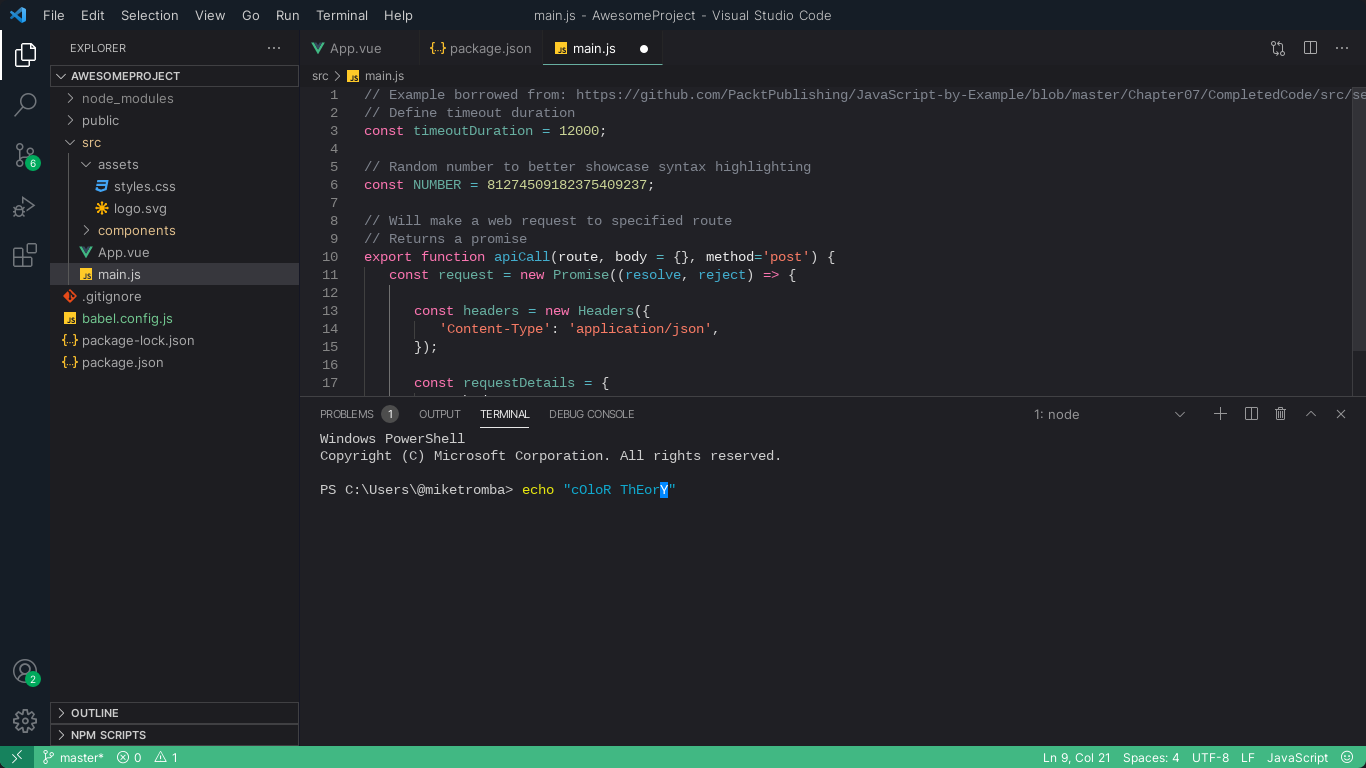 File Edit Selection View Go Run Terminal Help
main.js - AwesomeProject - Visual Studio Code
EXPLORER
AWESOMEPROJECT
node_modules
public
src
assets
styles.css
logo.svg
components
App.vue
main.js
.gitignore
babel.config.js
package-lock.json
package.json
OUTLINE
NPM SCRIPTS
6
2
App.vue
package.json
main.js
src
main.js
1 // Example borrowed from: https://github.com/PacktPublishing/JavaScript-by-Example/blob/master/Chapter07/CompletedCode/src/se
2 // Define timeout duration
3 const timeoutDuration = 12000;
4
5 // Random number to better showcase syntax highlighting
6 const NUMBER = 81274509182375409237;
7
8 // Will make a web request to specified route
9 // Returns a promise
10 export function apiCall(route, body = {}, method='post') {
11 const request = new Promise((resolve, reject) => {
12
13 const headers = new Headers({
14 'Content-Type': 'application/json',
15 });
16
17 const requestDetails = {
PROBLEMS 1 OUTPUT TERMINAL DEBUG CONSOLE
1: node
Windows PowerShell
Copyright (C) Microsoft Corporation. All rights reserved.
PS C:\Users\@miketromba> echo "cOloR ThEorY"
master* 0 1
Ln 9, Col 21 Spaces: 4 UTF-8 LF JavaScript